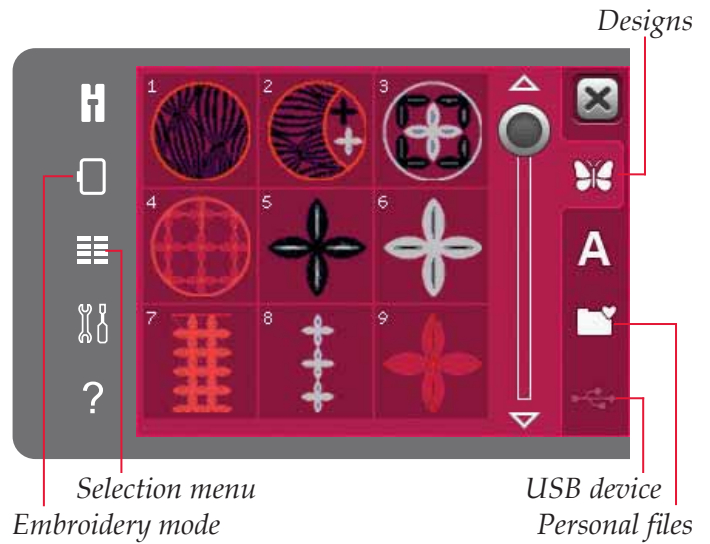 Designs
1 2 3
4 5 6
A
7 8 9
?
Selection menu USB device
Embroidery mode Personal files